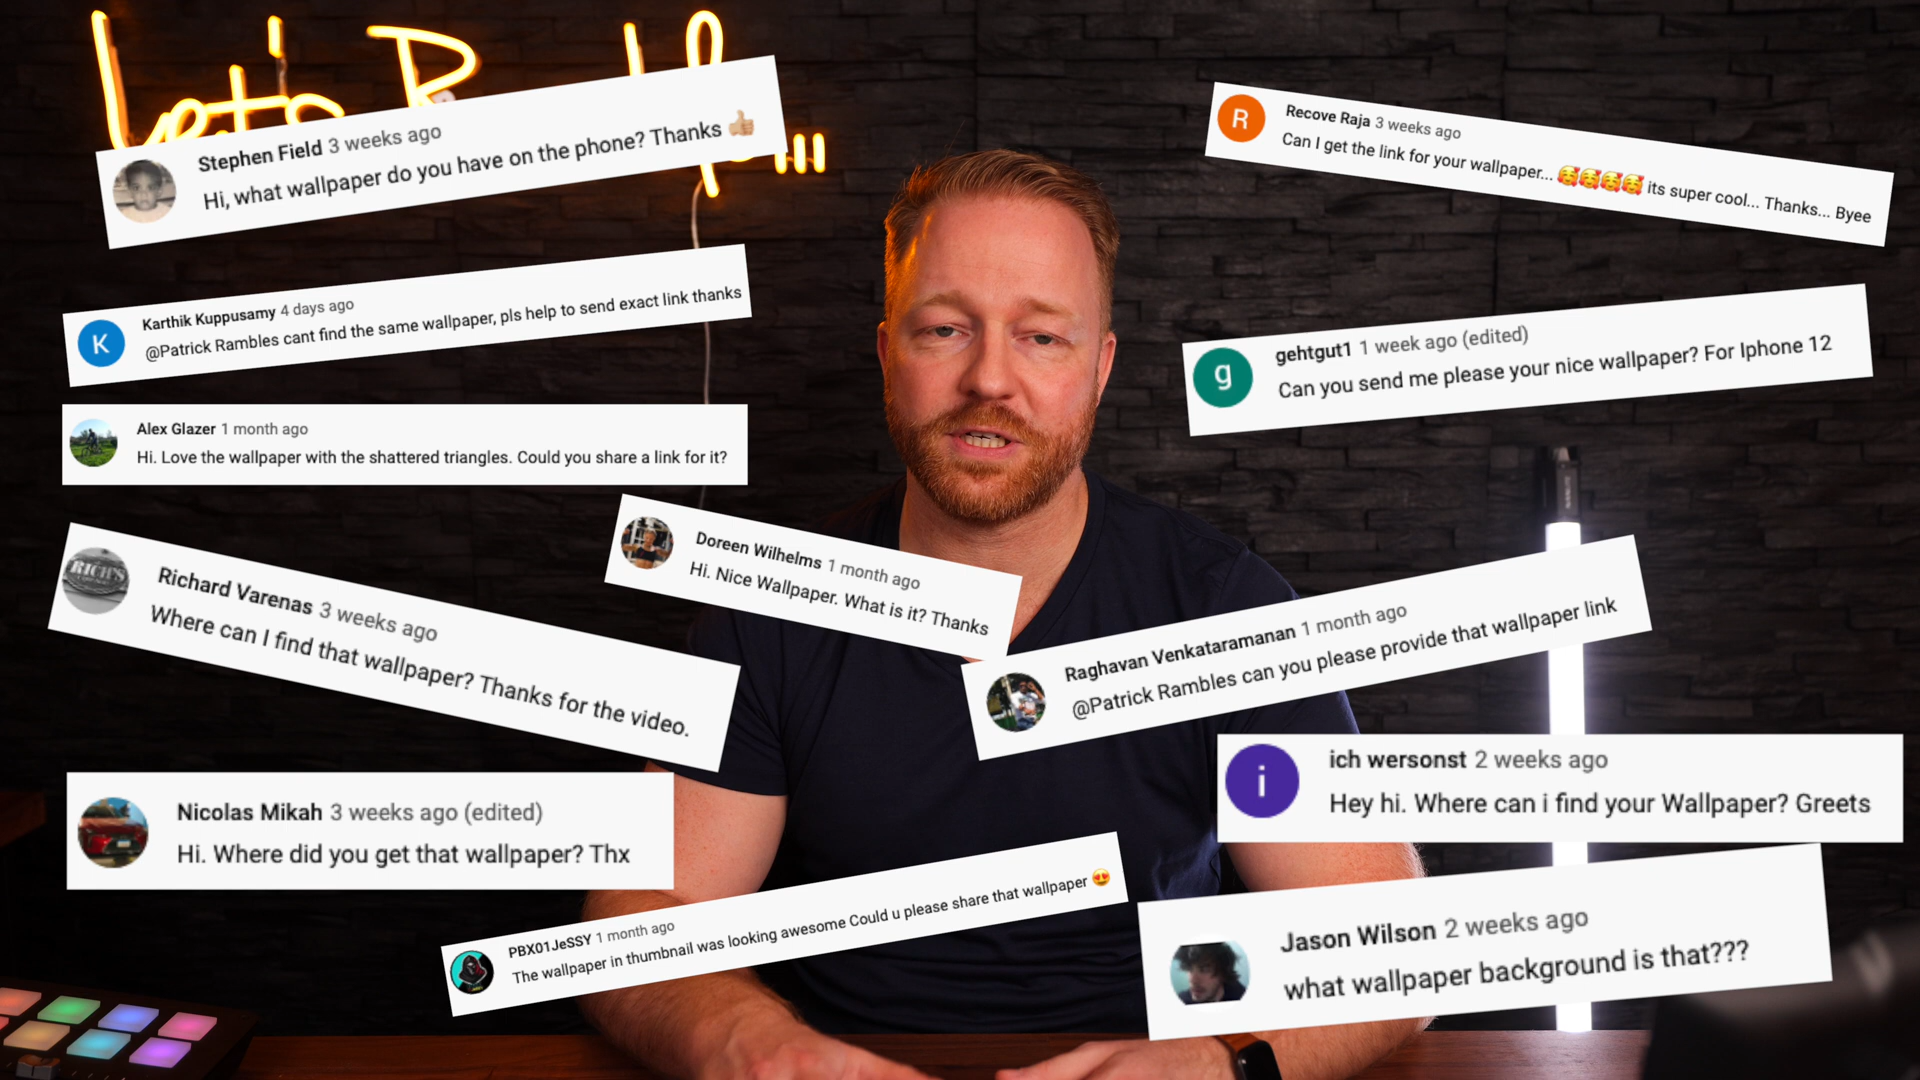 Let's
Stephen Field 3 weeks ago
Hi, what wallpaper do you have on the phone? Thanks 👍🏼
R Recove Raja 3 weeks ago
Can I get the link for your wallpaper... 🥰🥰🥰🥰 its super cool... Thanks... Byee
K Karthik Kuppusamy 4 days ago
@Patrick Rambles cant find the same wallpaper, pls help to send exact link thanks
g gehtgut1 1 week ago (edited)
Can you send me please your nice wallpaper? For Iphone 12
Alex Glazer 1 month ago
Hi. Love the wallpaper with the shattered triangles. Could you share a link for it?
Doreen Wilhelms 1 month ago
Hi. Nice Wallpaper. What is it? Thanks
RICH'S
Richard Varenas 3 weeks ago
Where can I find that wallpaper? Thanks for the video.
Raghavan Venkataramanan 1 month ago
@Patrick Rambles can you please provide that wallpaper link
i ich wersonst 2 weeks ago
Hey hi. Where can i find your Wallpaper? Greets
Nicolas Mikah 3 weeks ago (edited)
Hi. Where did you get that wallpaper? Thx
PBX01JeSSY 1 month ago
The wallpaper in thumbnail was looking awesome Could u please share that wallpaper 😍
Jason Wilson 2 weeks ago
what wallpaper background is that???